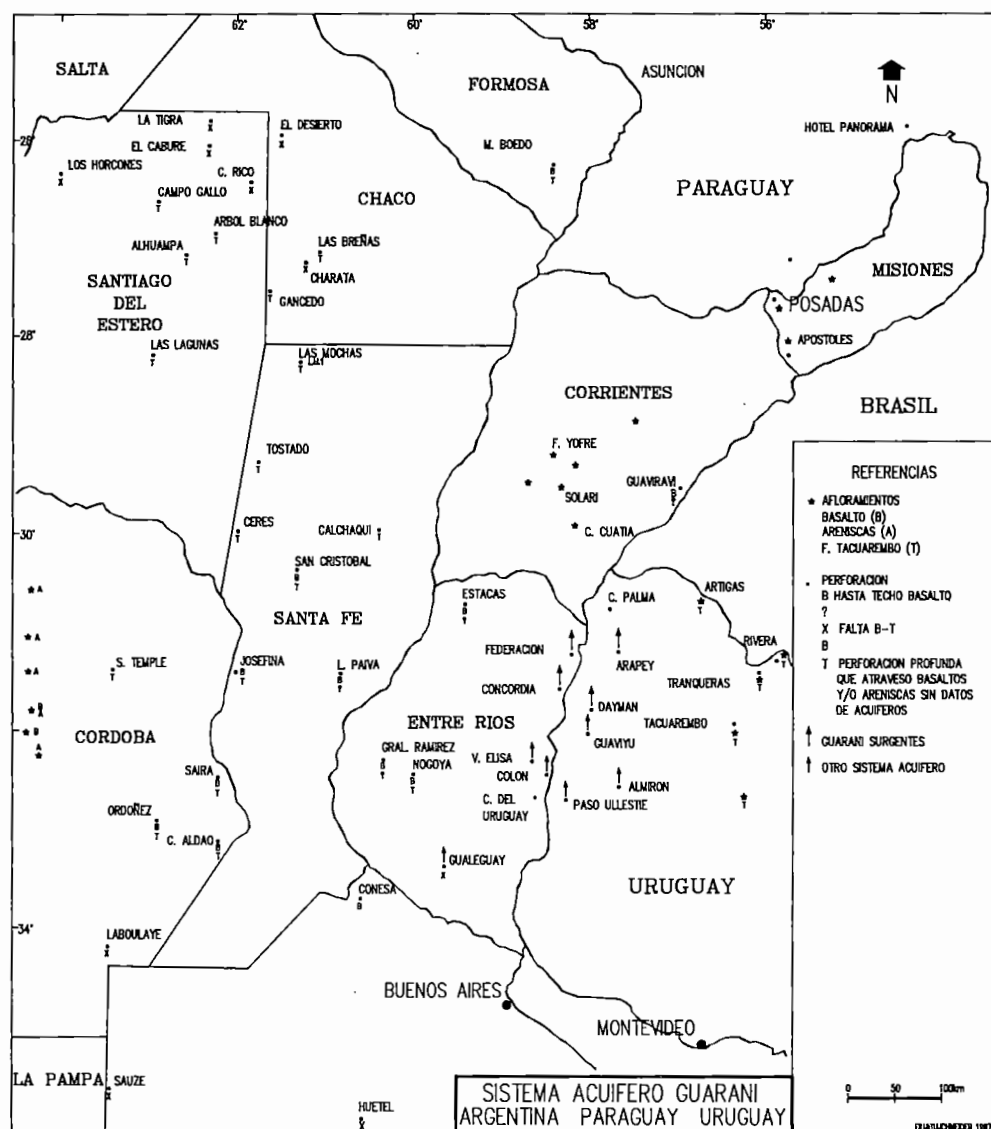 62
60
58
56
SALTA
FORMOSA
ASUNCION
N
LA TIGRA
X
EL DESIERTO
X
HOTEL PANORAMA
26°
EL CABURE
X
M. BOEDO
B
T
LOS HORCONES
X
C. RICO
X
PARAGUAY
CAMPO GALLO
T
CHACO
ARBOL BLANCO
T
ALHUAMPA
T
LAS BREÑAS
T
CHARATA
X
MISIONES
SANTIAGO
DEL
ESTERO
GANCEDO
T
POSADAS
28°
APOSTOLES
LAS LAGUNAS
T
LAS MOCHAS
T
CORRIENTES
BRASIL
F. YOFRE
TOSTADO
T
GUAVIRAVI
B
SOLARI
CERES
T
30°
CALCHAQUI
C. CUATIA
SAN CRISTOBAL
B
T
ESTACAS
B
T
C. PALMA
ARTIGAS
T
A
SANTA FE
RIVERA
T
A
FEDERACION
ARAPEY
A
S. TEMPLE
T
JOSEFINA
B
T
L. PAIVA
B
T
CONCORDIA
TRANQUERAS
T
B
A
DAYMAN
B
CORDOBA
ENTRE RIOS
GUAVIYU
TACUAREMBO
T
A
GRAL. RAMIREZ
B
T
NOGOYA
B
T
V. ELISA
COLON
SAIRA
B
T
C. DEL
URUGUAY
PASO ULLESTIE
ALMIRON
T
ORDOÑEZ
B
T
C. ALDAO
B
T
GUALEGUAY
X
URUGUAY
CONESA
B
34°
LABOULAYE
X
BUENOS AIRES
MONTEVIDEO
LA PAMPA
SAUZE
X
HUETEL
X
REFERENCIAS
AFLORAMIENTOS
BASALTO (B)
ARENISCAS (A)
F. TACUAREMBO (T)
PERFORACION
B HASTA TECHO BASALTO
?
X FALTA B-T
B
T PERFORACION PROFUNDA
QUE ATRAVESO BASALTOS
Y/O ARENISCAS SIN DATOS
DE ACUIFEROS
GUARANI SURGENTES
OTRO SISTEMA ACUIFERO
0 50 100km
SISTEMA ACUIFERO GUARANI
ARGENTINA PARAGUAY URUGUAY